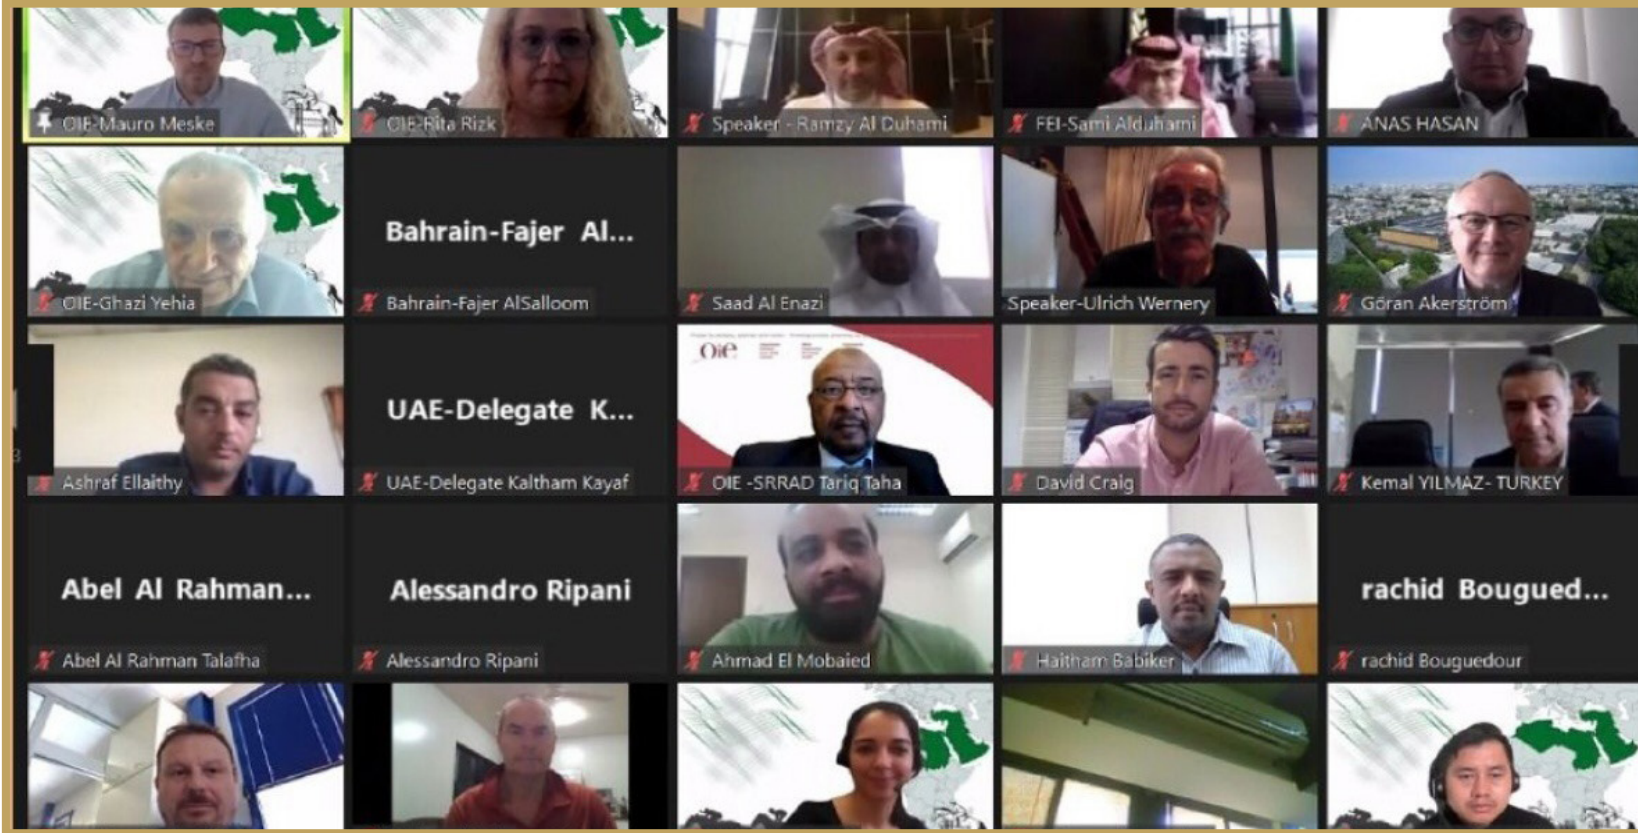 OIE-Mauro Meske
OIE-Rita Rizk
Speaker - Ramzy Al Duhami
FEI-Sami Alduhami
ANAS HASAN
OIE-Ghazi Yehia
Bahrain-Fajer Al...
Bahrain-Fajer AlSalloom
Saad Al Enazi
Speaker-Ulrich Wernery
Göran Akerström
Ashraf Ellaithy
UAE-Delegate K...
UAE-Delegate Kaltham Kayaf
Oie
OIE -SRRAD Tariq Taha
David Craig
Kemal YILMAZ- TURKEY
3
Abel Al Rahman...
Abel Al Rahman Talafha
Alessandro Ripani
Alessandro Ripani
Ahmad El Mobaied
Haitham Babiker
rachid Bougued...
rachid Bouguedour